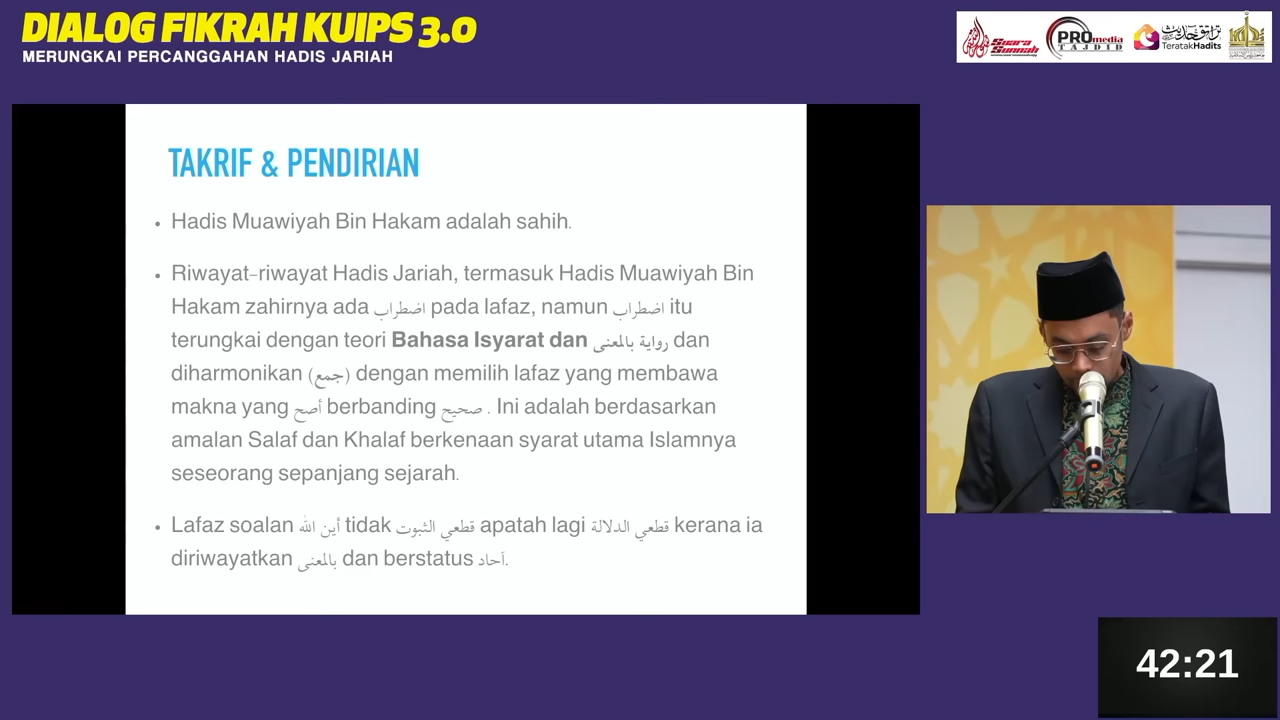 DIALOG FIKRAH KUIPS 3.0
MERUNGKAI PERCANGGAHAN HADIS JARIAH
Suara Sunnah
PROmedia
TAJDID
TeratakHadits
TAKRIF & PENDIRIAN
• Hadis Muawiyah Bin Hakam adalah sahih.
• Riwayat-riwayat Hadis Jariah, termasuk Hadis Muawiyah Bin
Hakam zahirnya ada اضطراب pada lafaz, namun اضطراب itu
terungkai dengan teori Bahasa Isyarat dan رواية بالمعنى dan
diharmonikan (جمع) dengan memilih lafaz yang membawa
makna yang أصح berbanding صحيح . Ini adalah berdasarkan
amalan Salaf dan Khalaf berkenaan syarat utama Islamnya
seseorang sepanjang sejarah.
• Lafaz soalan أين الله tidak قطعي الثبوت apatah lagi قطعي الدلالة kerana ia
diriwayatkan بالمعنى dan berstatus آحاد.
42:21